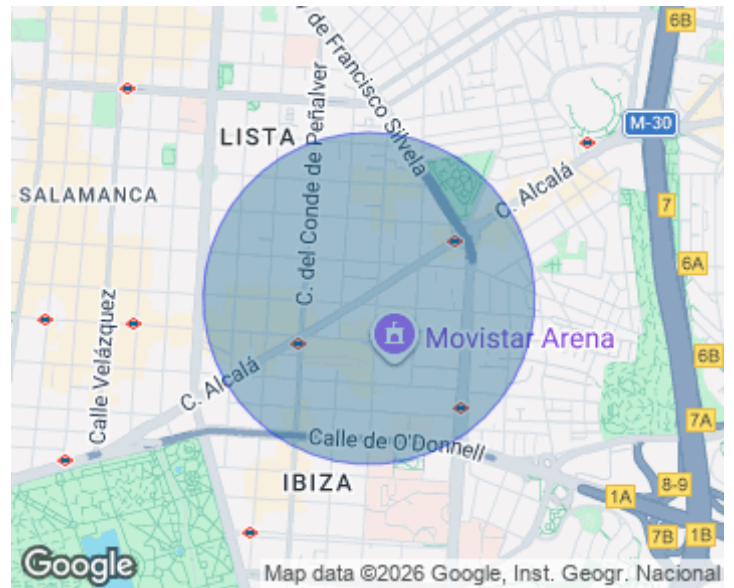 6B
C. de Francisco Silvela
C. del Conde de Peñalver
LISTA
M-30
SALAMANCA
C. Alcalá
7
6A
Calle Velázquez
Movistar Arena
6B
C. Alcalá
7A
Calle de O'Donnell
IBIZA
8-9
1A
7B
1B
Google
Map data ©2026 Google, Inst. Geogr. Nacional